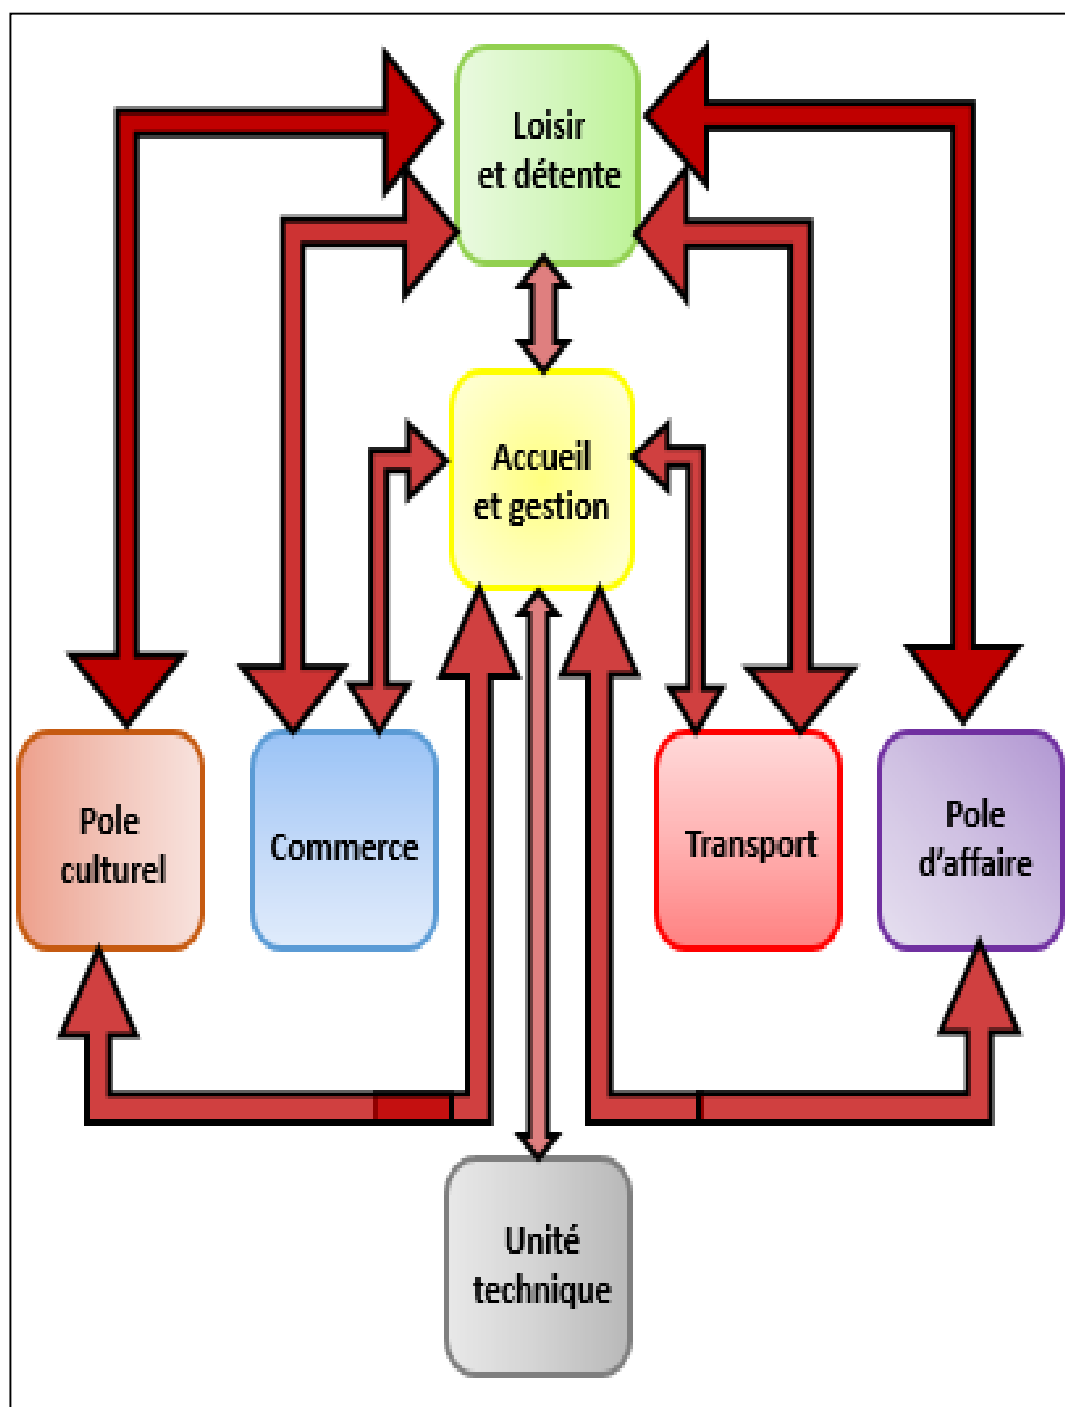 Loisir
et détente
Accueil
et gestion
Pole
culturel
Commerce
Transport
Pole
d'affaire
Unité
technique